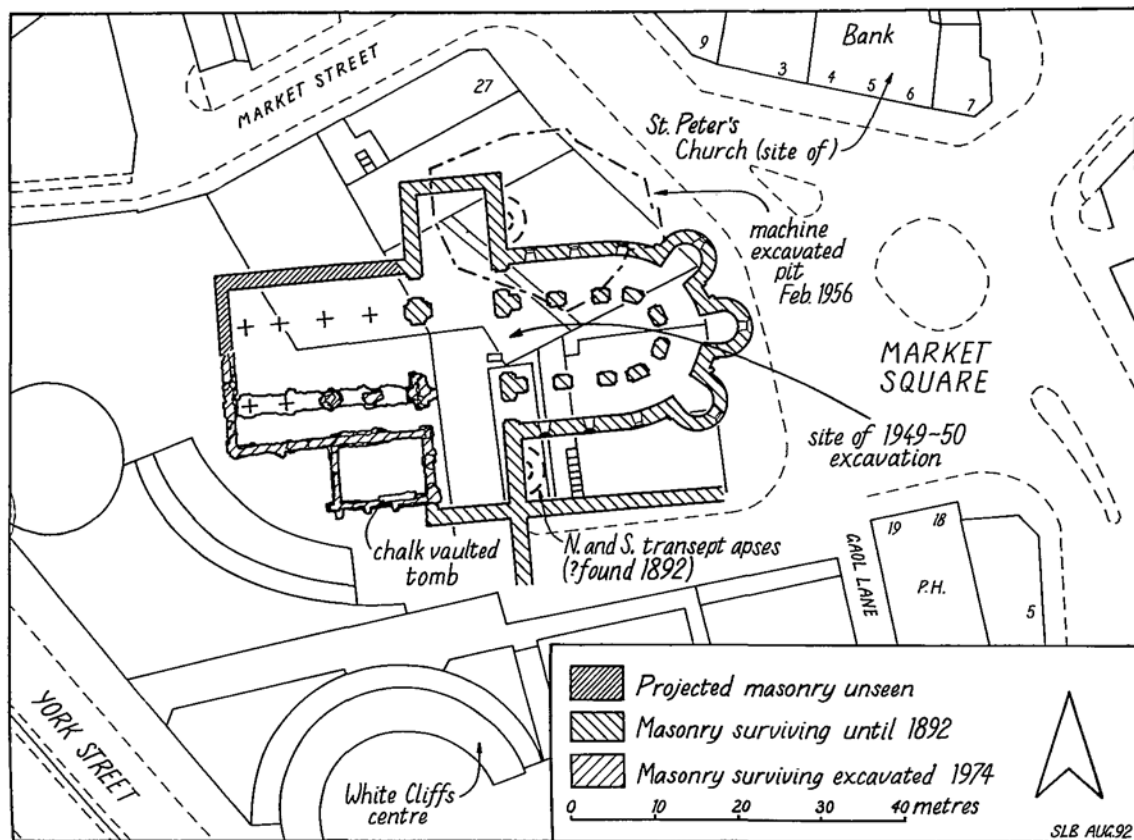 MARKET STREET
27
9
3
4
5
6
7
Bank
St. Peter's
Church (site of)
machine
excavated
pit
Feb. 1956
MARKET
SQUARE
site of 1949~50
excavation
chalk vaulted
tomb
N. and S. transept apses
(?found 1892)
GAOL LANE
19
18
P.H.
5
YORK STREET
White Cliffs
centre
Projected masonry unseen
Masonry surviving until 1892
Masonry surviving excavated 1974
0 10 20 30 40 metres
SLB AUG.92